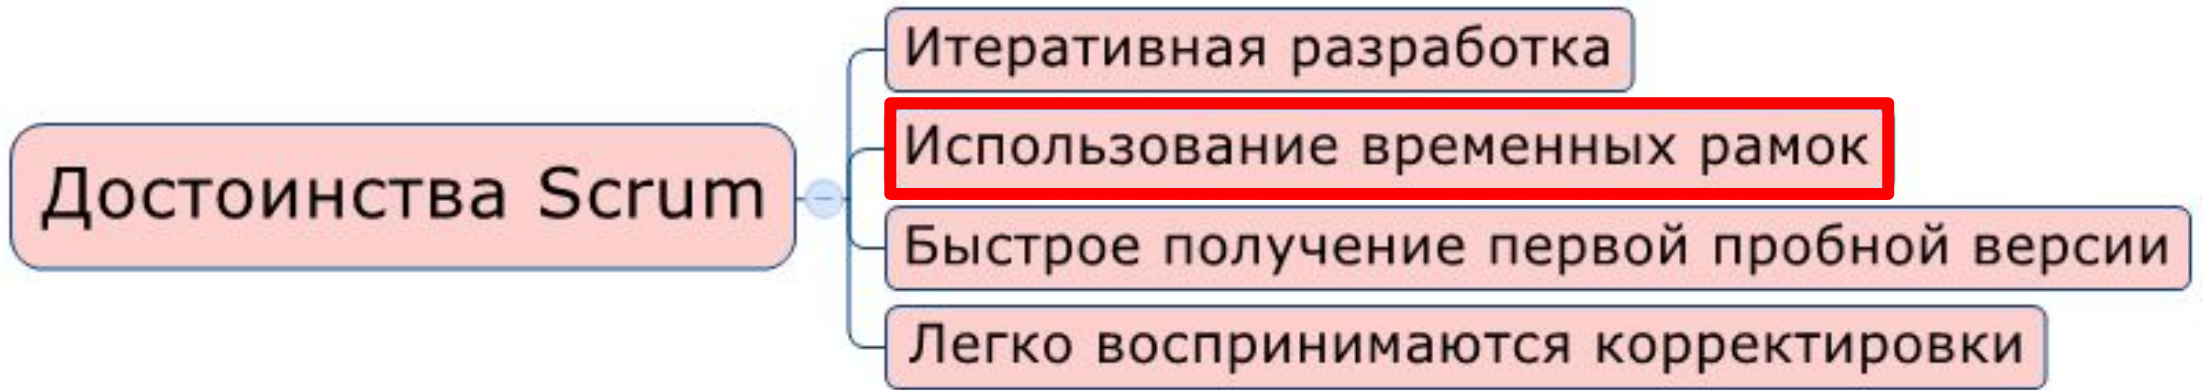 Достоинства Scrum
Итеративная разработка
Использование временных рамок
Быстрое получение первой пробной версии
Легко воспринимаются корректировки